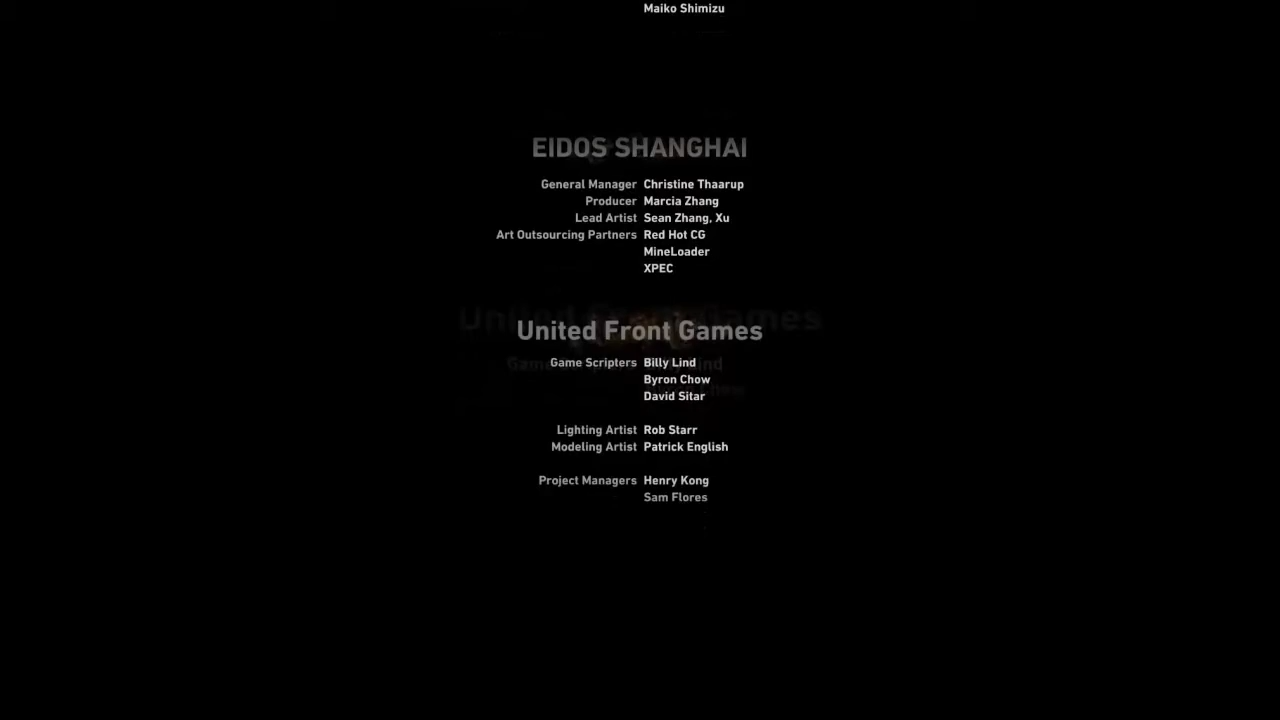 Maiko Shimizu
EIDOS SHANGHAI
General Manager Christine Thaarup
Producer Marcia Zhang
Lead Artist Sean Zhang, Xu
Art Outsourcing Partners Red Hot CG
MineLoader
XPEC
United Front Games
Game Scripters Billy Lind
Byron Chow
David Sitar
Lighting Artist Rob Starr
Modeling Artist Patrick English
Project Managers Henry Kong
Sam Flores